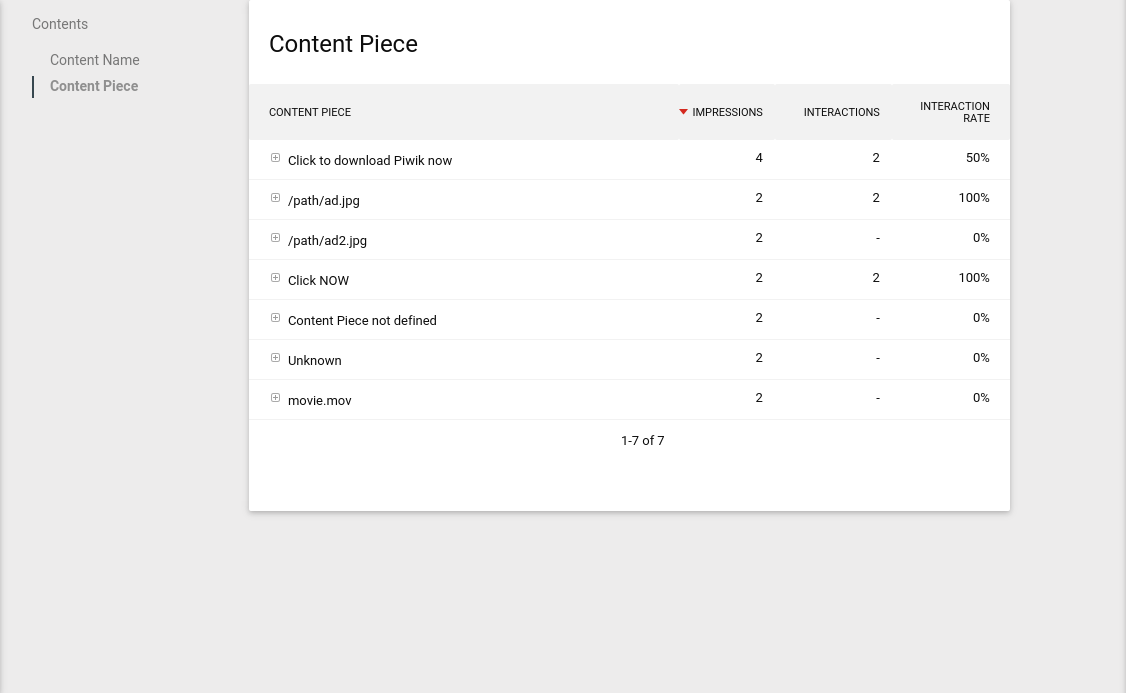 Contents
Content Name
Content Piece
Content Piece
CONTENT PIECE IMPRESSIONS INTERACTIONS INTERACTION RATE
Click to download Piwik now 4 2 50%
/path/ad.jpg 2 2 100%
/path/ad2.jpg 2 - 0%
Click NOW 2 2 100%
Content Piece not defined 2 - 0%
Unknown 2 - 0%
movie.mov 2 - 0%
1-7 of 7